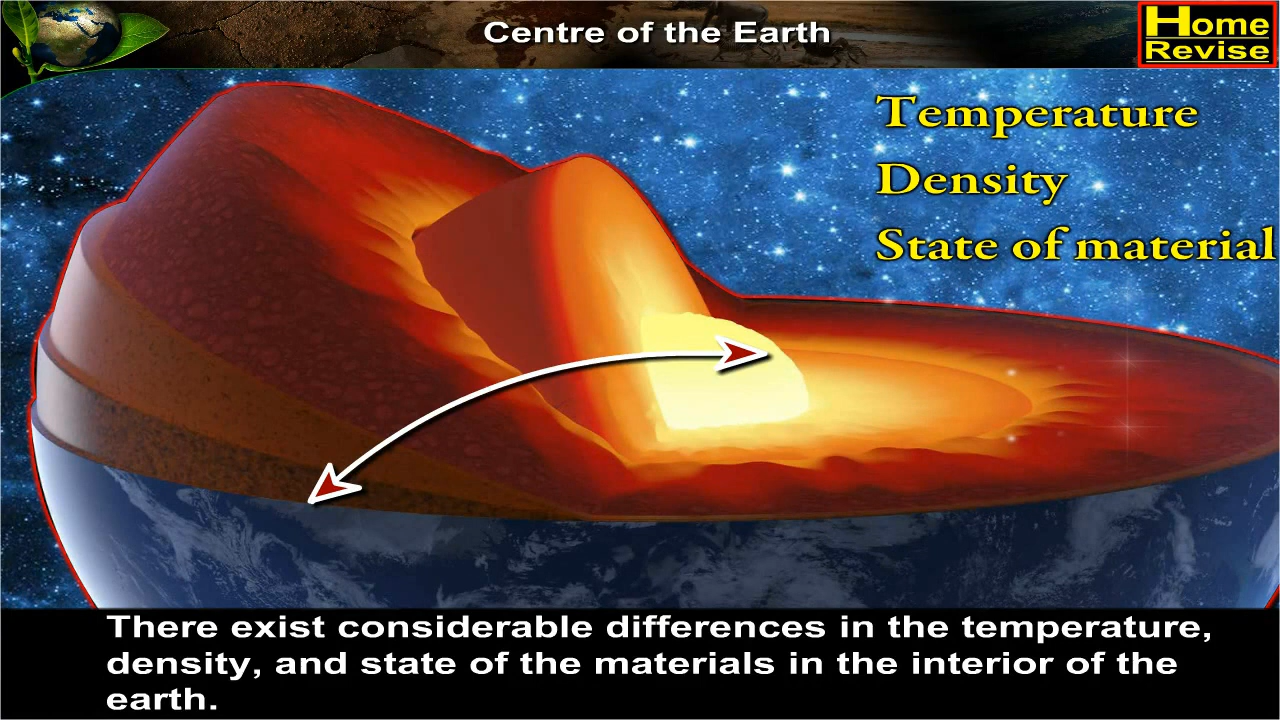 Centre of the Earth
Home
Revise
Temperature
Density
State of material
There exist considerable differences in the temperature,
density, and state of the materials in the interior of the
earth.